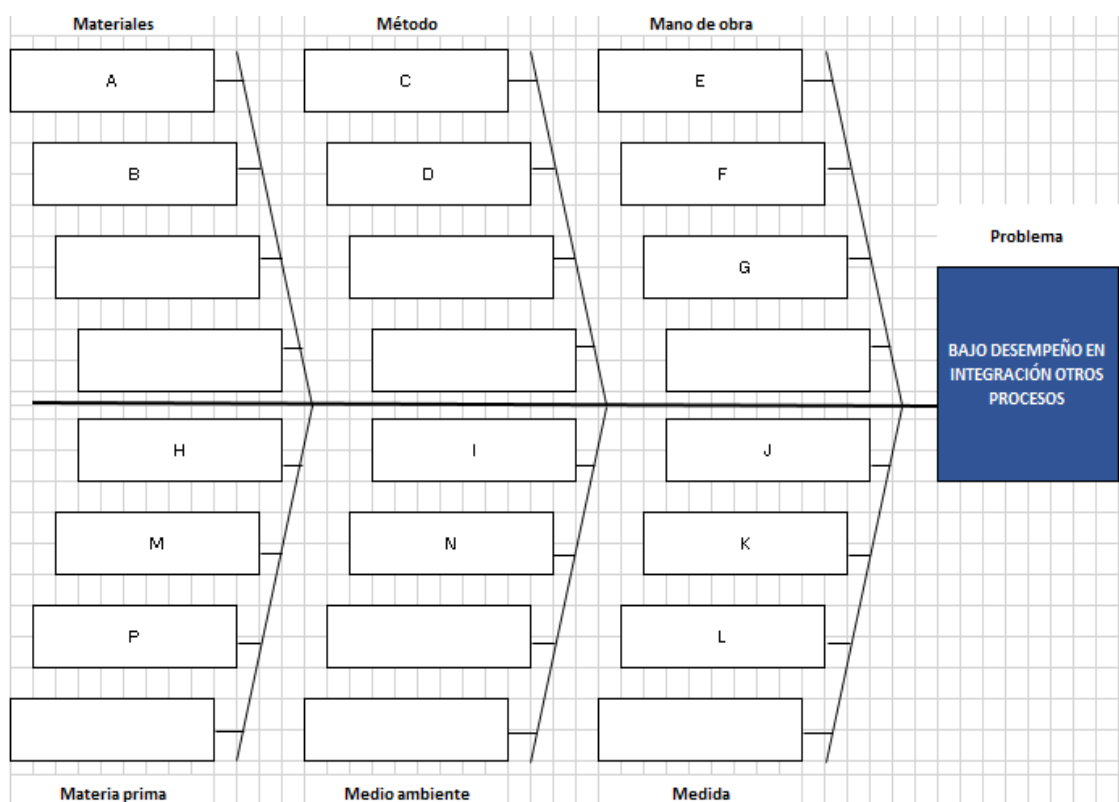 Materiales
Método
Mano de obra
A
C
E
B
D
F
G
Problema
BAJO DESEMPEÑO EN
INTEGRACIÓN OTROS
PROCESOS
H
I
J
M
N
K
P
L
Materia prima
Medio ambiente
Medida